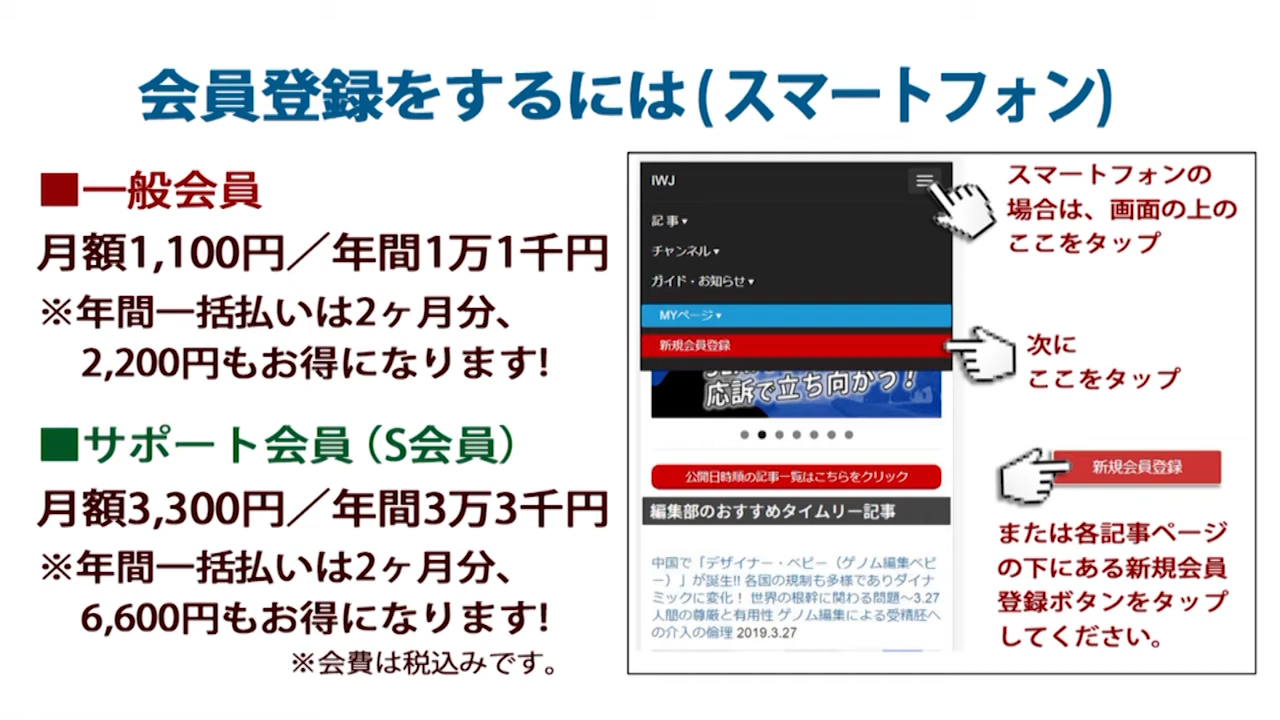 会員登録をするには(スマートフォン)
■一般会員
月額1,100円／年間1万1千円
※年間一括払いは2ヶ月分、
2,200円もお得になります!
■サポート会員（S会員）
月額3,300円／年間3万3千円
※年間一括払いは2ヶ月分、
6,600円もお得になります!
※会費は税込みです。
IWJ
記事▾
チャンネル▾
ガイド・お知らせ▾
MYページ▾
新規会員登録
応訴で立ち向かう！
公開日時順の記事一覧はこちらをクリック
編集部のおすすめタイムリー記事
中国で「デザイナー・ベビー（ゲノム編集ベビ
ー）」が誕生!! 各国の規制も多様でありダイナ
ミックに変化！ 世界の根幹に関わる問題～3.27
人間の尊厳と有用性 ゲノム編集による受精胚へ
の介入の倫理 2019.3.27
スマートフォンの
場合は、画面の上の
ここをタップ
次に
ここをタップ
新規会員登録
または各記事ページ
の下にある新規会員
登録ボタンをタップ
してください。